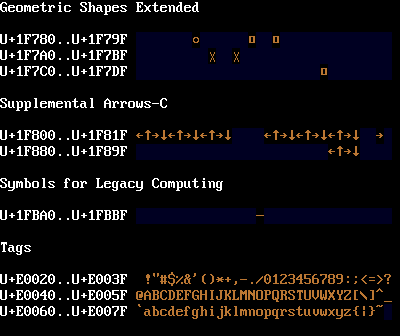 Geometric Shapes Extended
U+1F780..U+1F79F ○ ▯ ▯
U+1F7A0..U+1F7BF X X
U+1F7C0..U+1F7DF ▯
Supplemental Arrows-C
U+1F800..U+1F81F ←↑→↓←↑→↓←↑→↓ ←↑→↓←↑→↓←↑→↓ →
U+1F880..U+1F89F ←↑→↓
Symbols for Legacy Computing
U+1FBA0..U+1FBBF ─
Tags
U+E0020..U+E003F !"#$%&'()*+,-./0123456789:;<=>?
U+E0040..U+E005F @ABCDEFGHIJKLMNOPQRSTUVWXYZ[\]^_
U+E0060..U+E007F `abcdefghijklmnopqrstuvwxyz{|}~